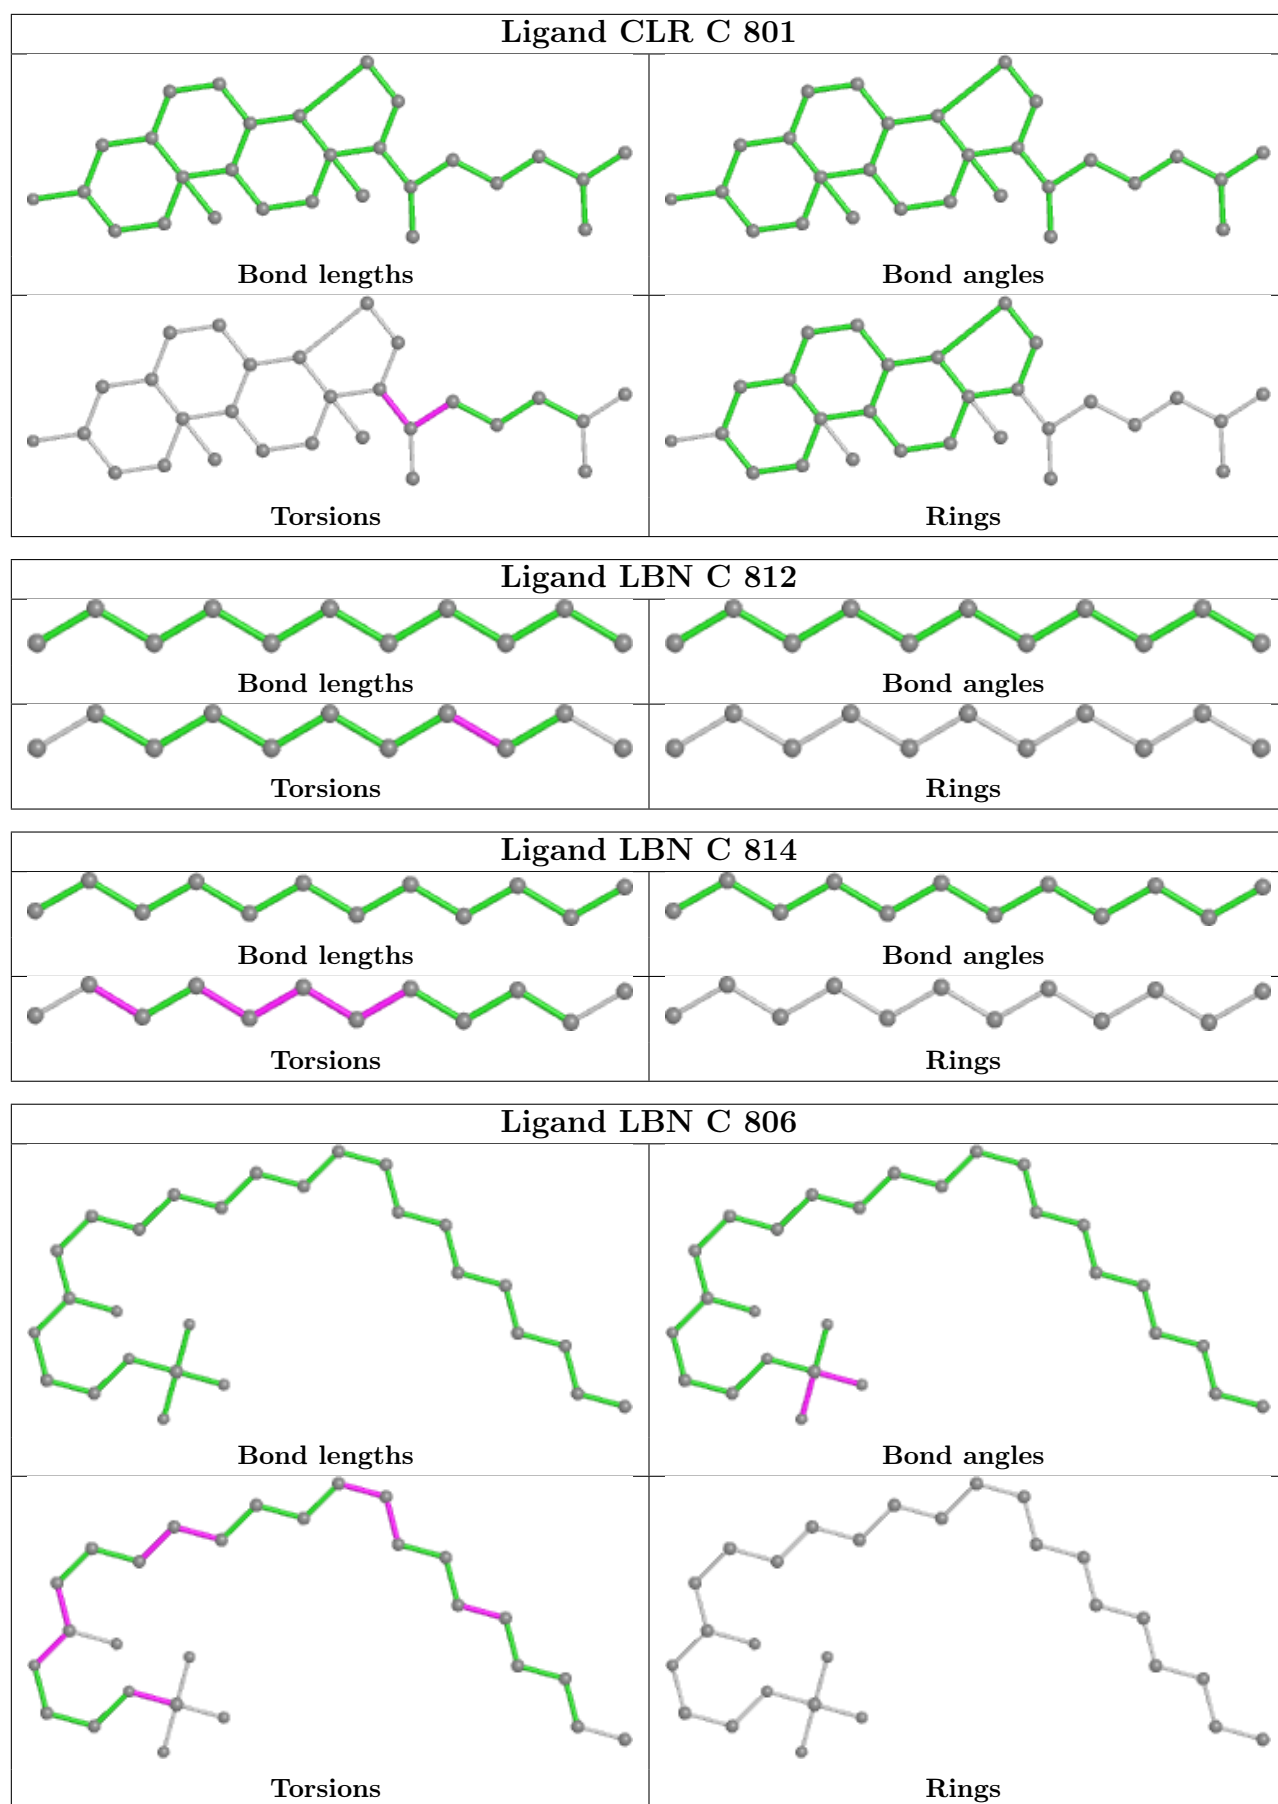 Ligand CLR C 801
Bond lengths
Bond angles
Torsions
Rings
Ligand LBN C 812
Bond lengths
Bond angles
Torsions
Rings
Ligand LBN C 814
Bond lengths
Bond angles
Torsions
Rings
Ligand LBN C 806
Bond lengths
Bond angles
Torsions
Rings